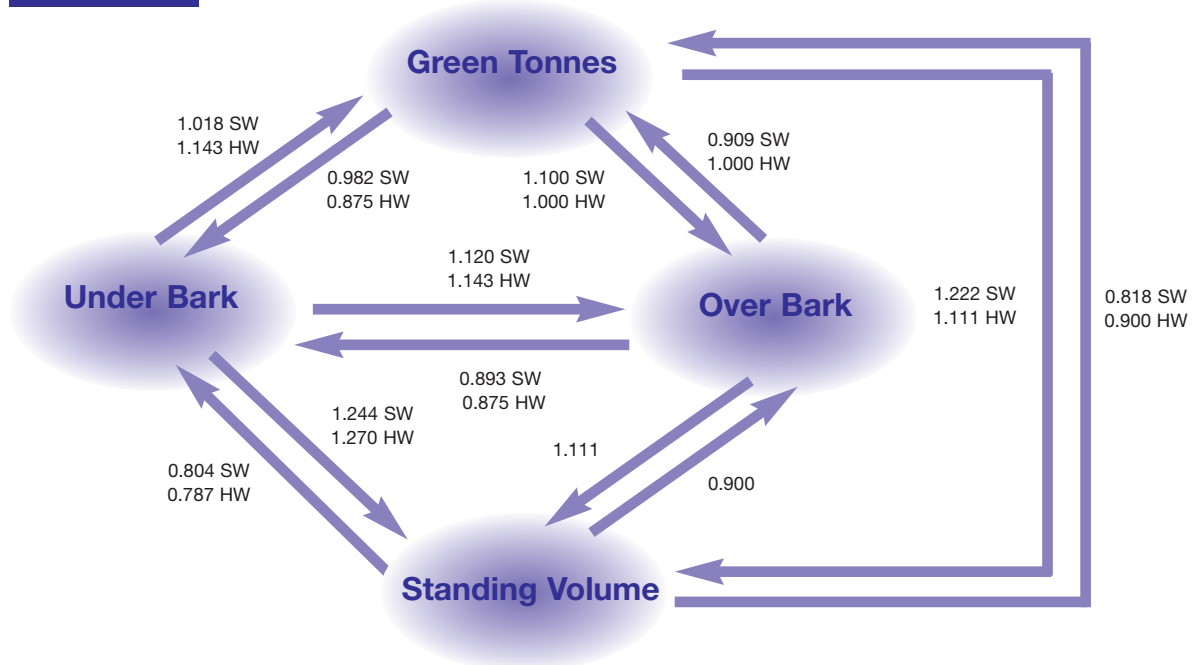 Green Tonnes
1.018 SW
1.143 HW
0.982 SW
0.875 HW
1.100 SW
1.000 HW
0.909 SW
1.000 HW
Under Bark
1.120 SW
1.143 HW
Over Bark
1.222 SW
1.111 HW
0.818 SW
0.900 HW
0.893 SW
0.875 HW
1.244 SW
1.270 HW
1.111
0.804 SW
0.787 HW
0.900
Standing Volume